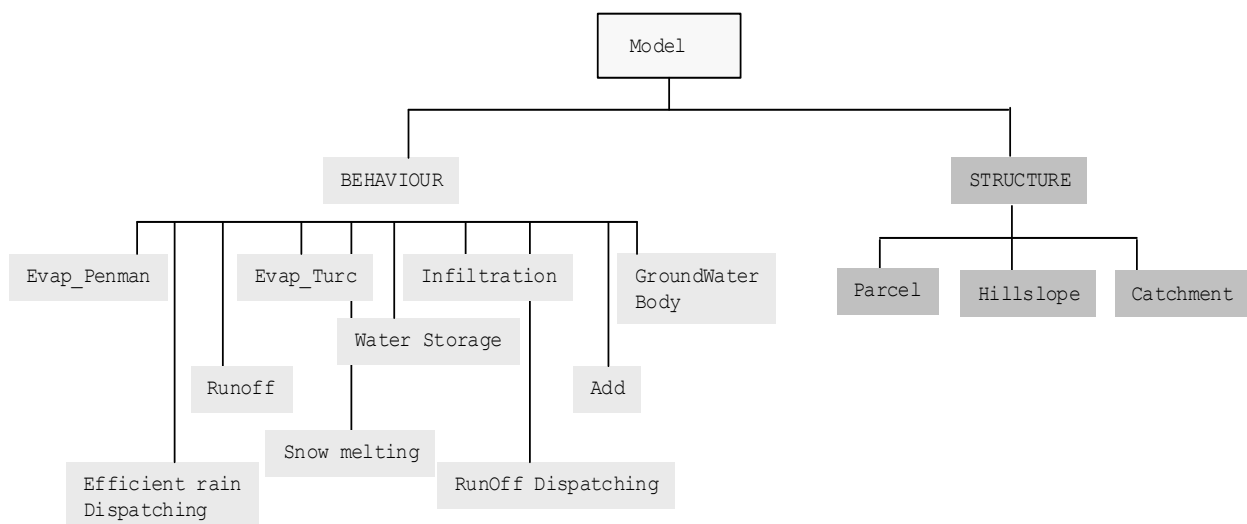 Model
BEHAVIOUR
STRUCTURE
Evap_Penman
Evap_Turc
Infiltration
GroundWater
Body
Parcel
Hillslope
Catchment
Water Storage
Runoff
Add
Snow melting
Efficient rain
Dispatching
RunOff Dispatching